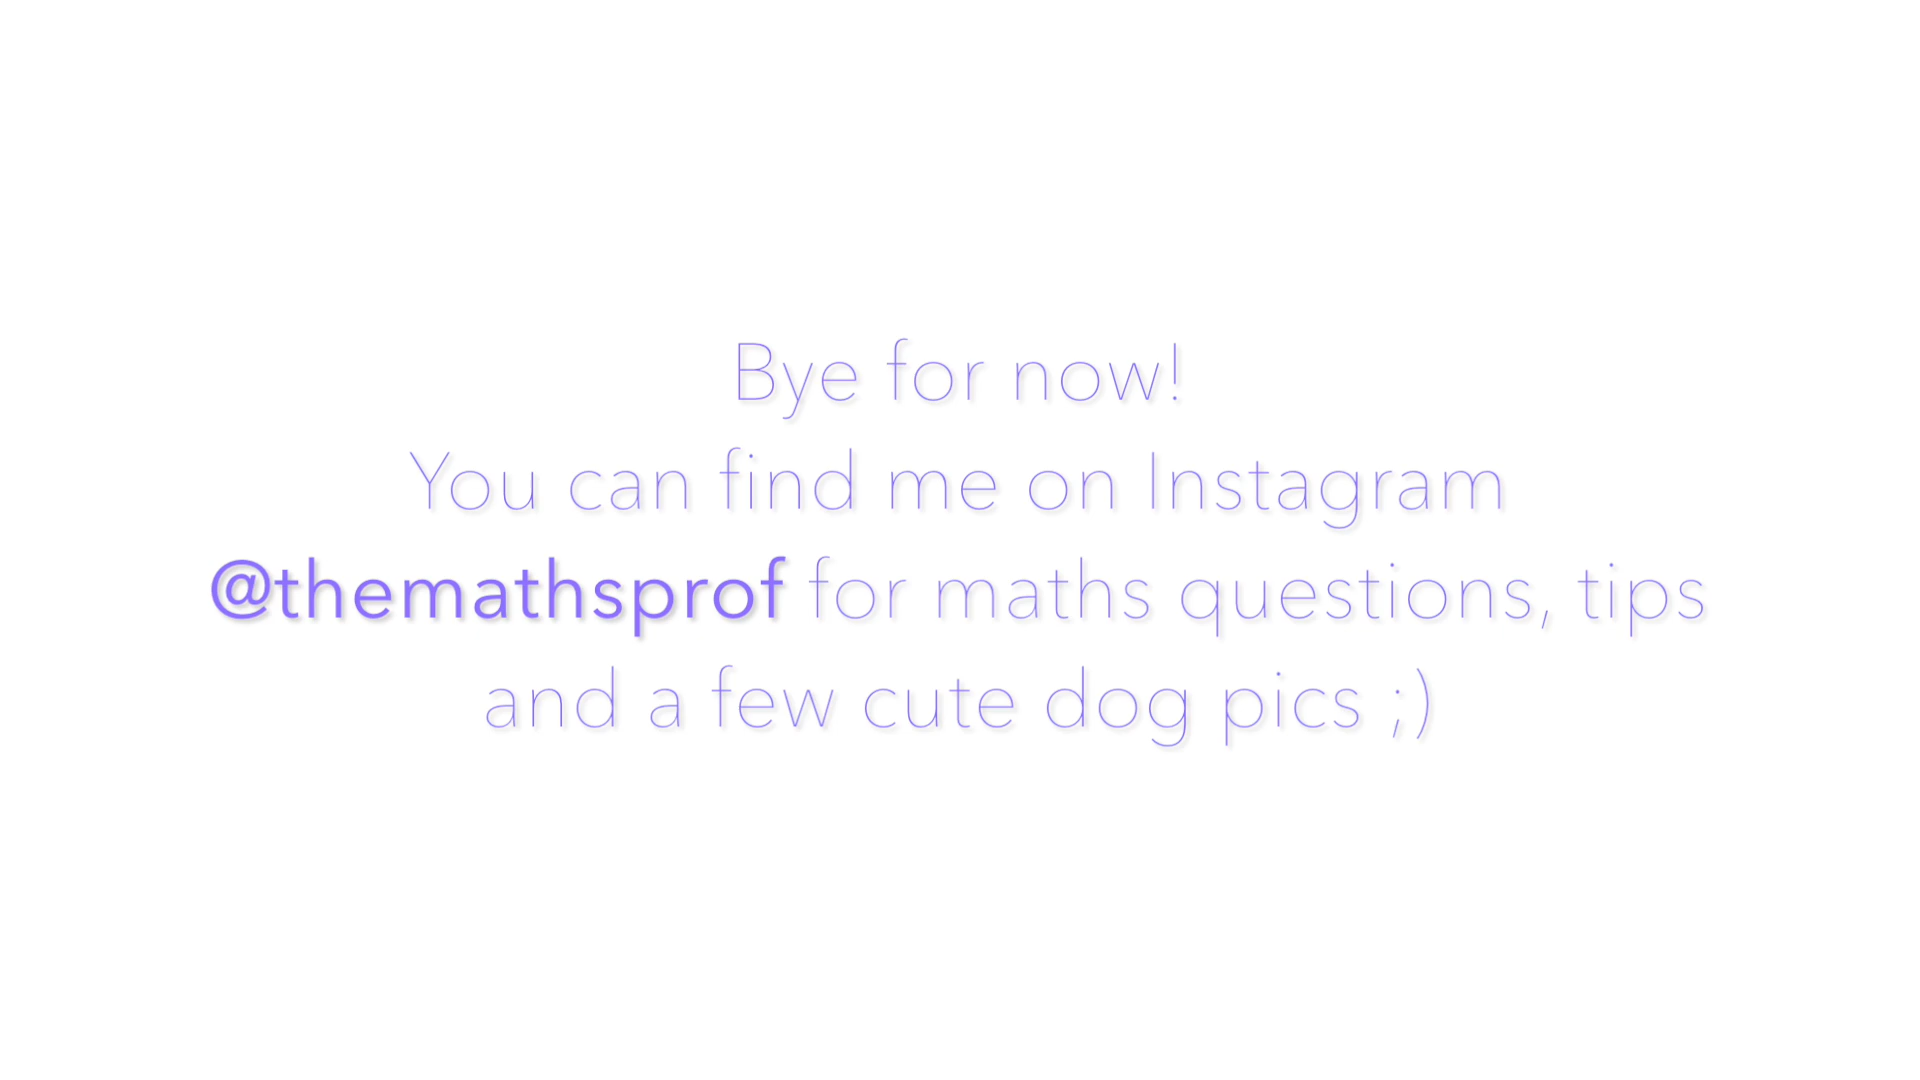 Bye for now!
You can find me on Instagram
@themathsprof for maths questions, tips
and a few cute dog pics ;)